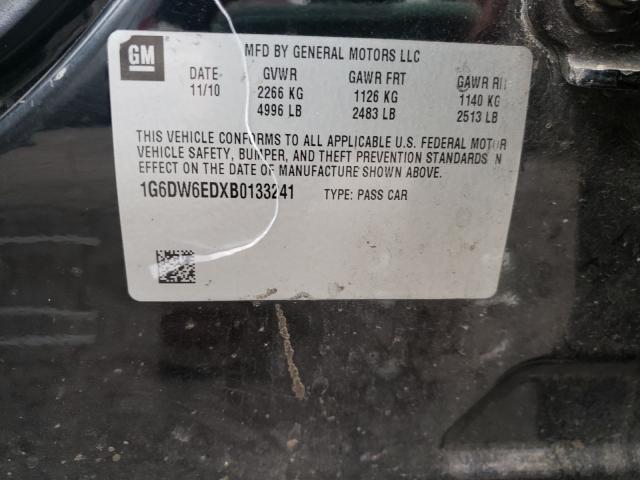 GM
MFD BY GENERAL MOTORS LLC
DATE GVWR GAWR FRT GAWR
11/10 2266 KG 1126 KG 1140 KG
4996 LB 2483 LB 2513 LB
THIS VEHICLE CONFORMS TO ALL APPLICABLE U.S. FEDERAL MOTOR
VEHICLE SAFETY, BUMPER, AND THEFT PREVENTION STANDARDS IN
EFFECT ON THE DATE OF MANUFACTURE SHOWN ABOVE.
1G6DW6EDXB0133241 TYPE: PASS CAR